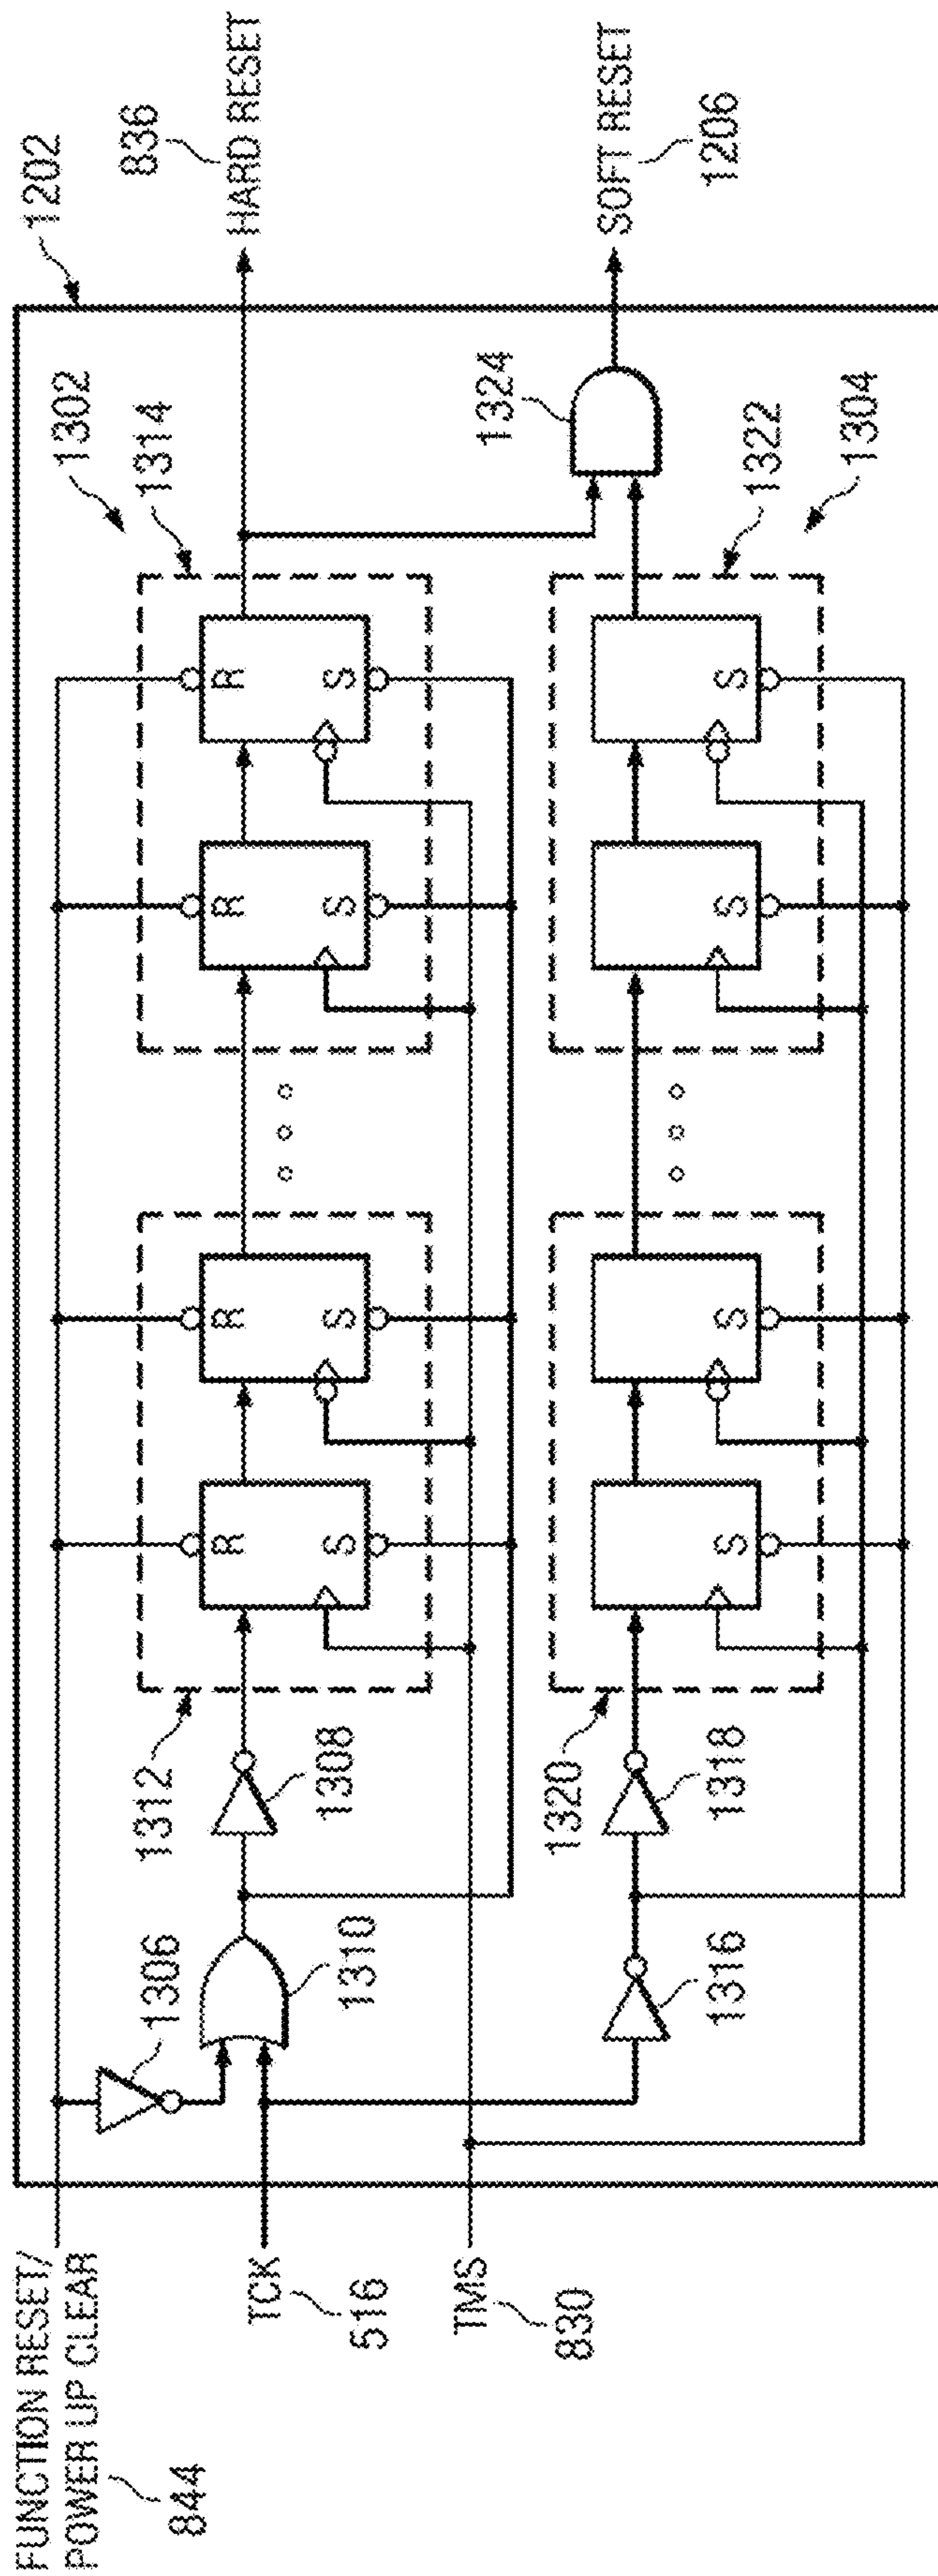 1202
836
HARD RESET
1302
1314
1306
1312
1308
1310
R
S
R
S
R
S
R
S
FUNCTION RESET/
POWER UP CLEAR
844
TCK
516
TMS
830
1324
SOFT RESET
1206
1322
1304
1320
1318
1316
S
S
S
S